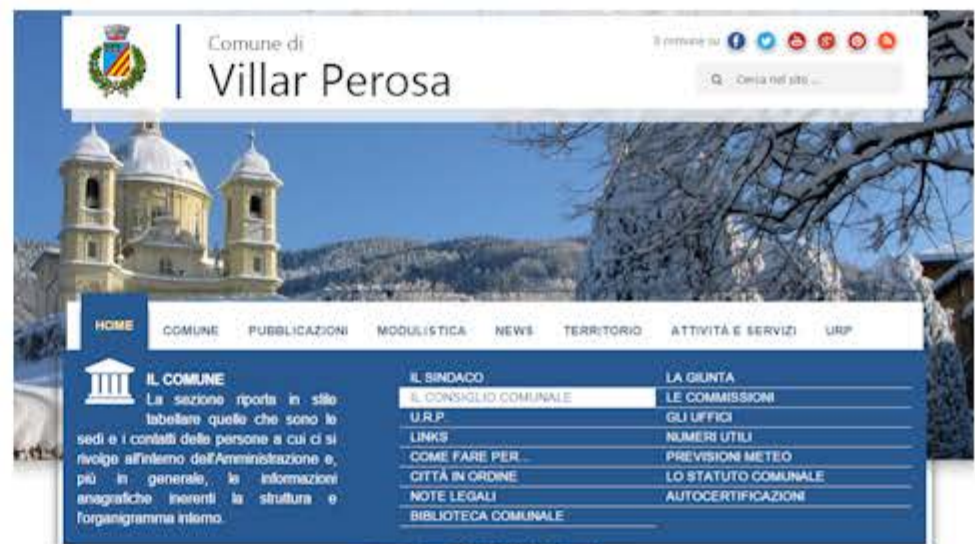 Comune di
Villar Perosa
Il comune su
Cerca nel sito ...
HOME COMUNE PUBBLICAZIONI MODULISTICA NEWS TERRITORIO ATTIVITÀ E SERVIZI URP
IL COMUNE
La sezione riporta in stile
tabellare quelle che sono le
sedi e i contatti delle persone a cui ci si
rivolge all'interno dell'Amministrazione e,
più in generale, le informazioni
anagrafiche inerenti la struttura e
l'organigramma interno.
IL SINDACO
IL CONSIGLIO COMUNALE
U.R.P.
LINKS
COME FARE PER...
CITTÀ IN ORDINE
NOTE LEGALI
BIBLIOTECA COMUNALE
LA GIUNTA
LE COMMISSIONI
GLI UFFICI
NUMERI UTILI
PREVISIONI METEO
LO STATUTO COMUNALE
AUTOCERTIFICAZIONI